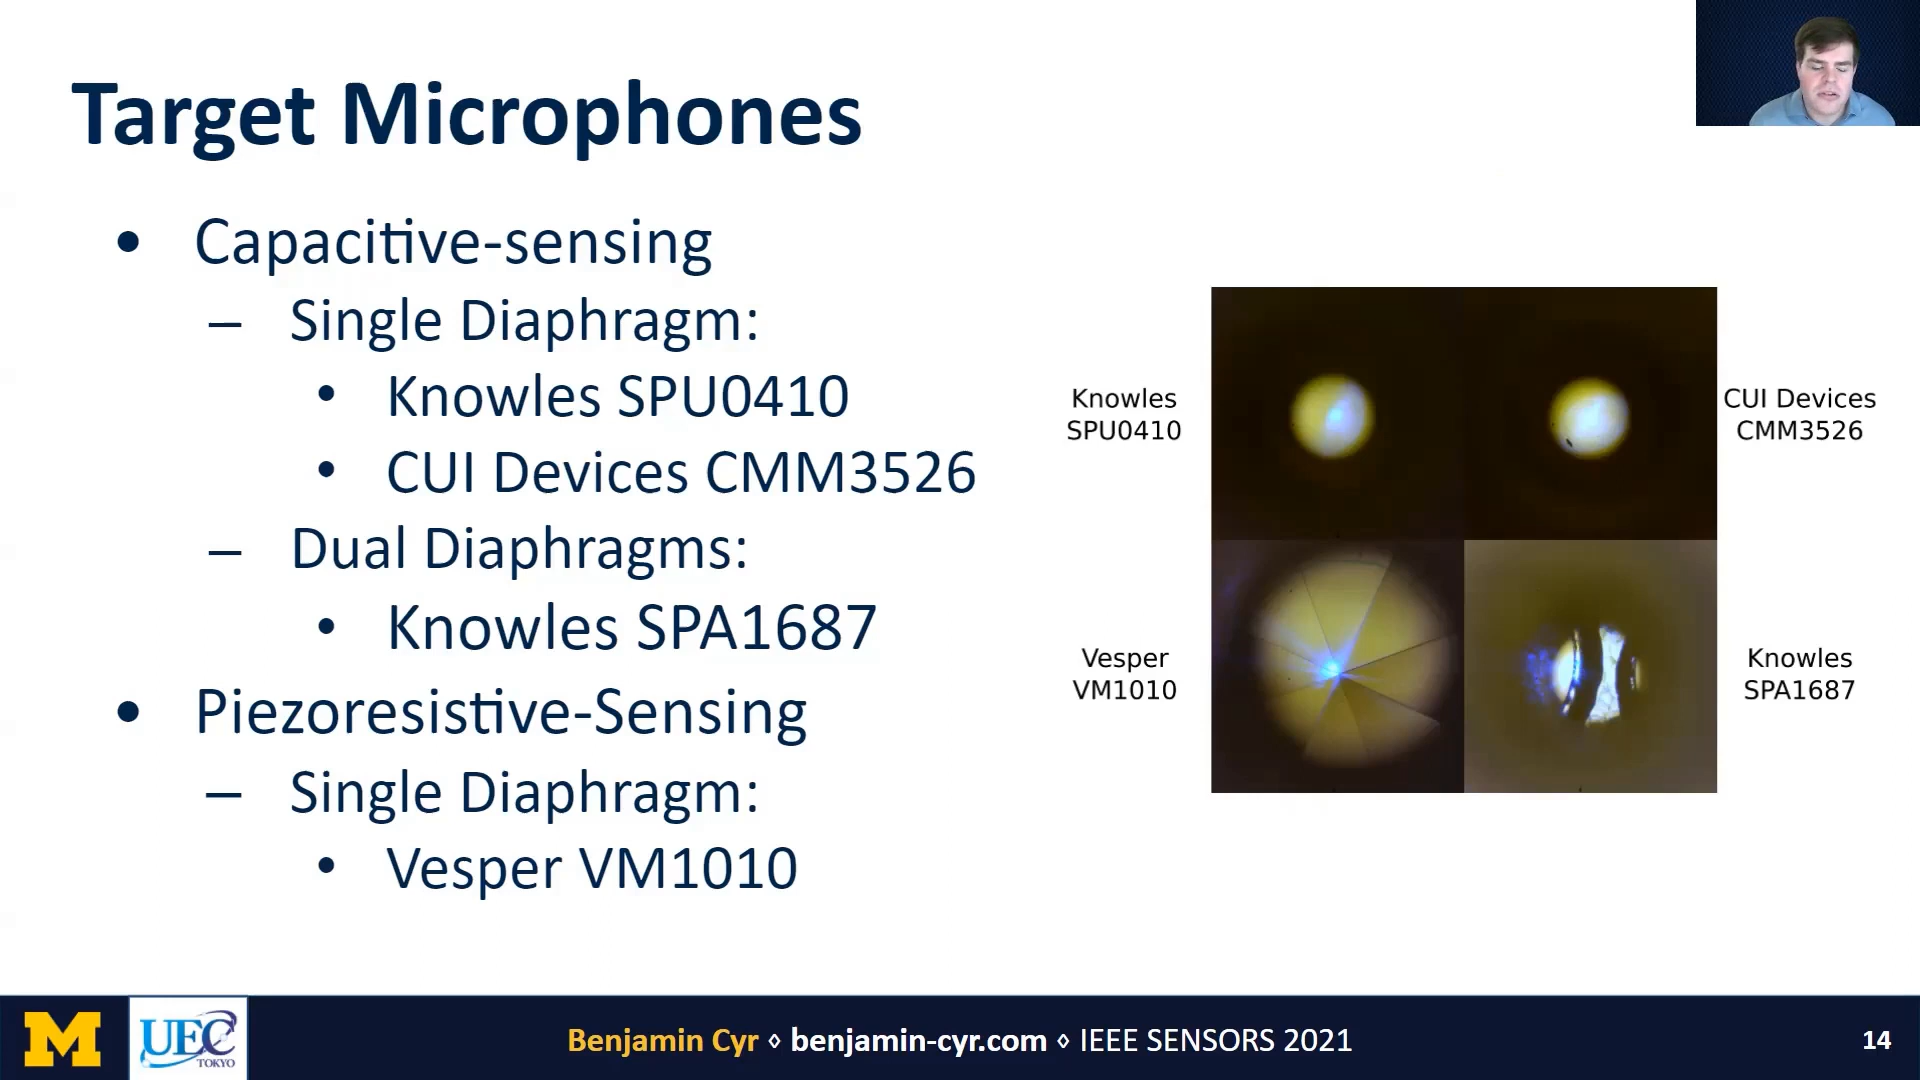 Target Microphones
• Capacitive-sensing
– Single Diaphragm:
• Knowles SPU0410
• CUI Devices CMM3526
– Dual Diaphragms:
• Knowles SPA1687
• Piezoresistive-Sensing
– Single Diaphragm:
• Vesper VM1010
Knowles
SPU0410
CUI Devices
CMM3526
Vesper
VM1010
Knowles
SPA1687
M
UEC
TOKYO
Benjamin Cyr ◊ benjamin-cyr.com ◊ IEEE SENSORS 2021
14